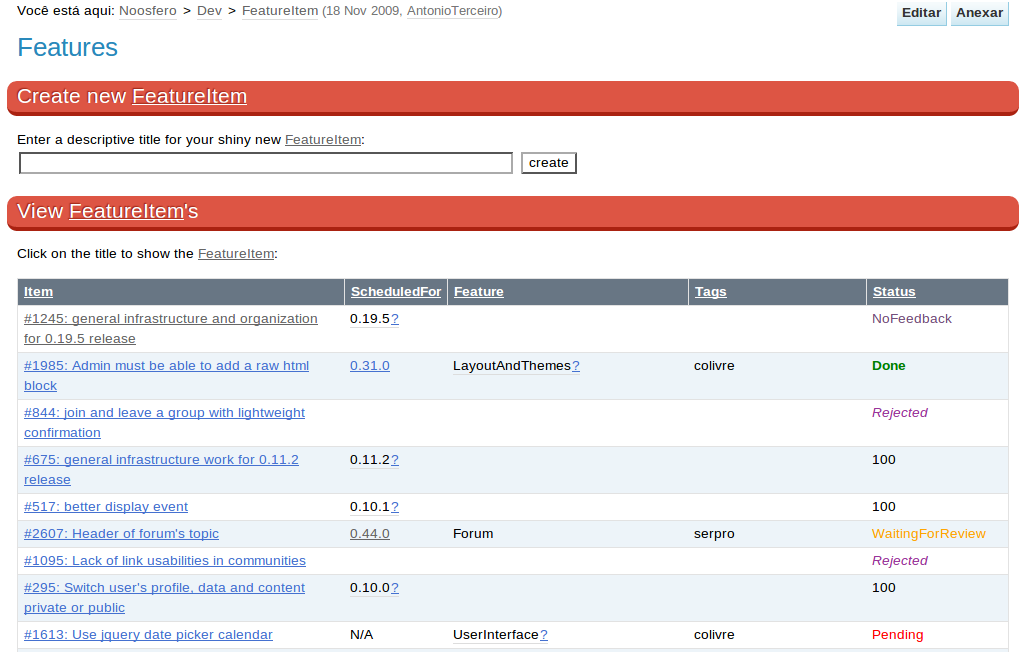 Você está aqui: Noosfero > Dev > FeatureItem (18 Nov 2009, AntonioTerceiro) Editar Anexar
Features
Create new FeatureItem
Enter a descriptive title for your shiny new FeatureItem:
create
View FeatureItem's
Click on the title to show the FeatureItem:
Item ScheduledFor Feature Tags Status
#1245: general infrastructure and organization 0.19.5? NoFeedback
for 0.19.5 release
#1985: Admin must be able to add a raw html 0.31.0 LayoutAndThemes? colivre Done
block
#844: join and leave a group with lightweight Rejected
confirmation
#675: general infrastructure work for 0.11.2 0.11.2? 100
release
#517: better display event 0.10.1? 100
#2607: Header of forum's topic 0.44.0 Forum serpro WaitingForReview
#1095: Lack of link usabilities in communities Rejected
#295: Switch user's profile, data and content 0.10.0? 100
private or public
#1613: Use jquery date picker calendar N/A UserInterface? colivre Pending